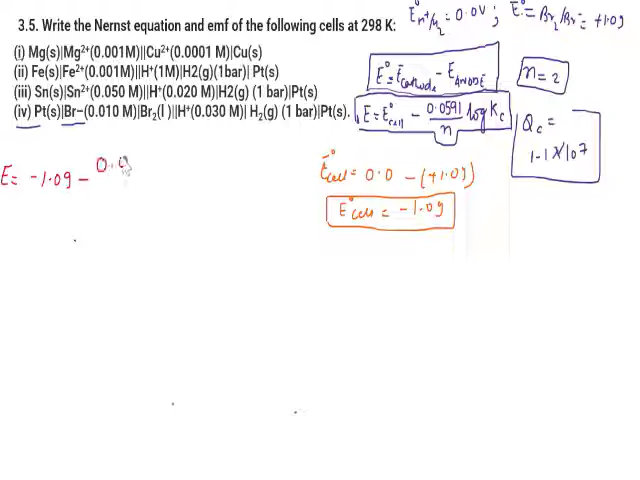 E° H⁺/H₂ = 0.0V ; E° = Br₂/Br⁻ = +1.09
3.5. Write the Nernst equation and emf of the following cells at 298 K:
(i) Mg(s)|Mg²⁺(0.001M)||Cu²⁺(0.0001 M)|Cu(s)
(ii) Fe(s)|Fe²⁺(0.001M)||H⁺(1M)|H2(g)(1bar)| Pt(s)
(iii) Sn(s)|Sn²⁺(0.050 M)||H⁺(0.020 M)|H2(g) (1 bar)|Pt(s)
(iv) Pt(s)|Br–(0.010 M)|Br₂(l )||H⁺(0.030 M)| H₂(g) (1 bar)|Pt(s).
E° = E cathode - E ANODE
n = 2
E = E° cell - 0.0591/n log Kc
Qc =
1.1 X 10⁷
E = -1.09 - 0.0
E° cell = 0.0 - (+1.09)
E° cell = -1.09